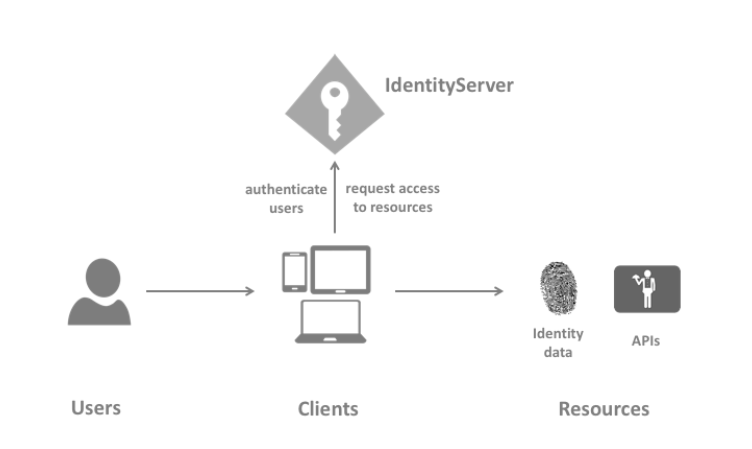 IdentityServer
authenticate
users
request access
to resources
Identity
data
APIs
Users
Clients
Resources